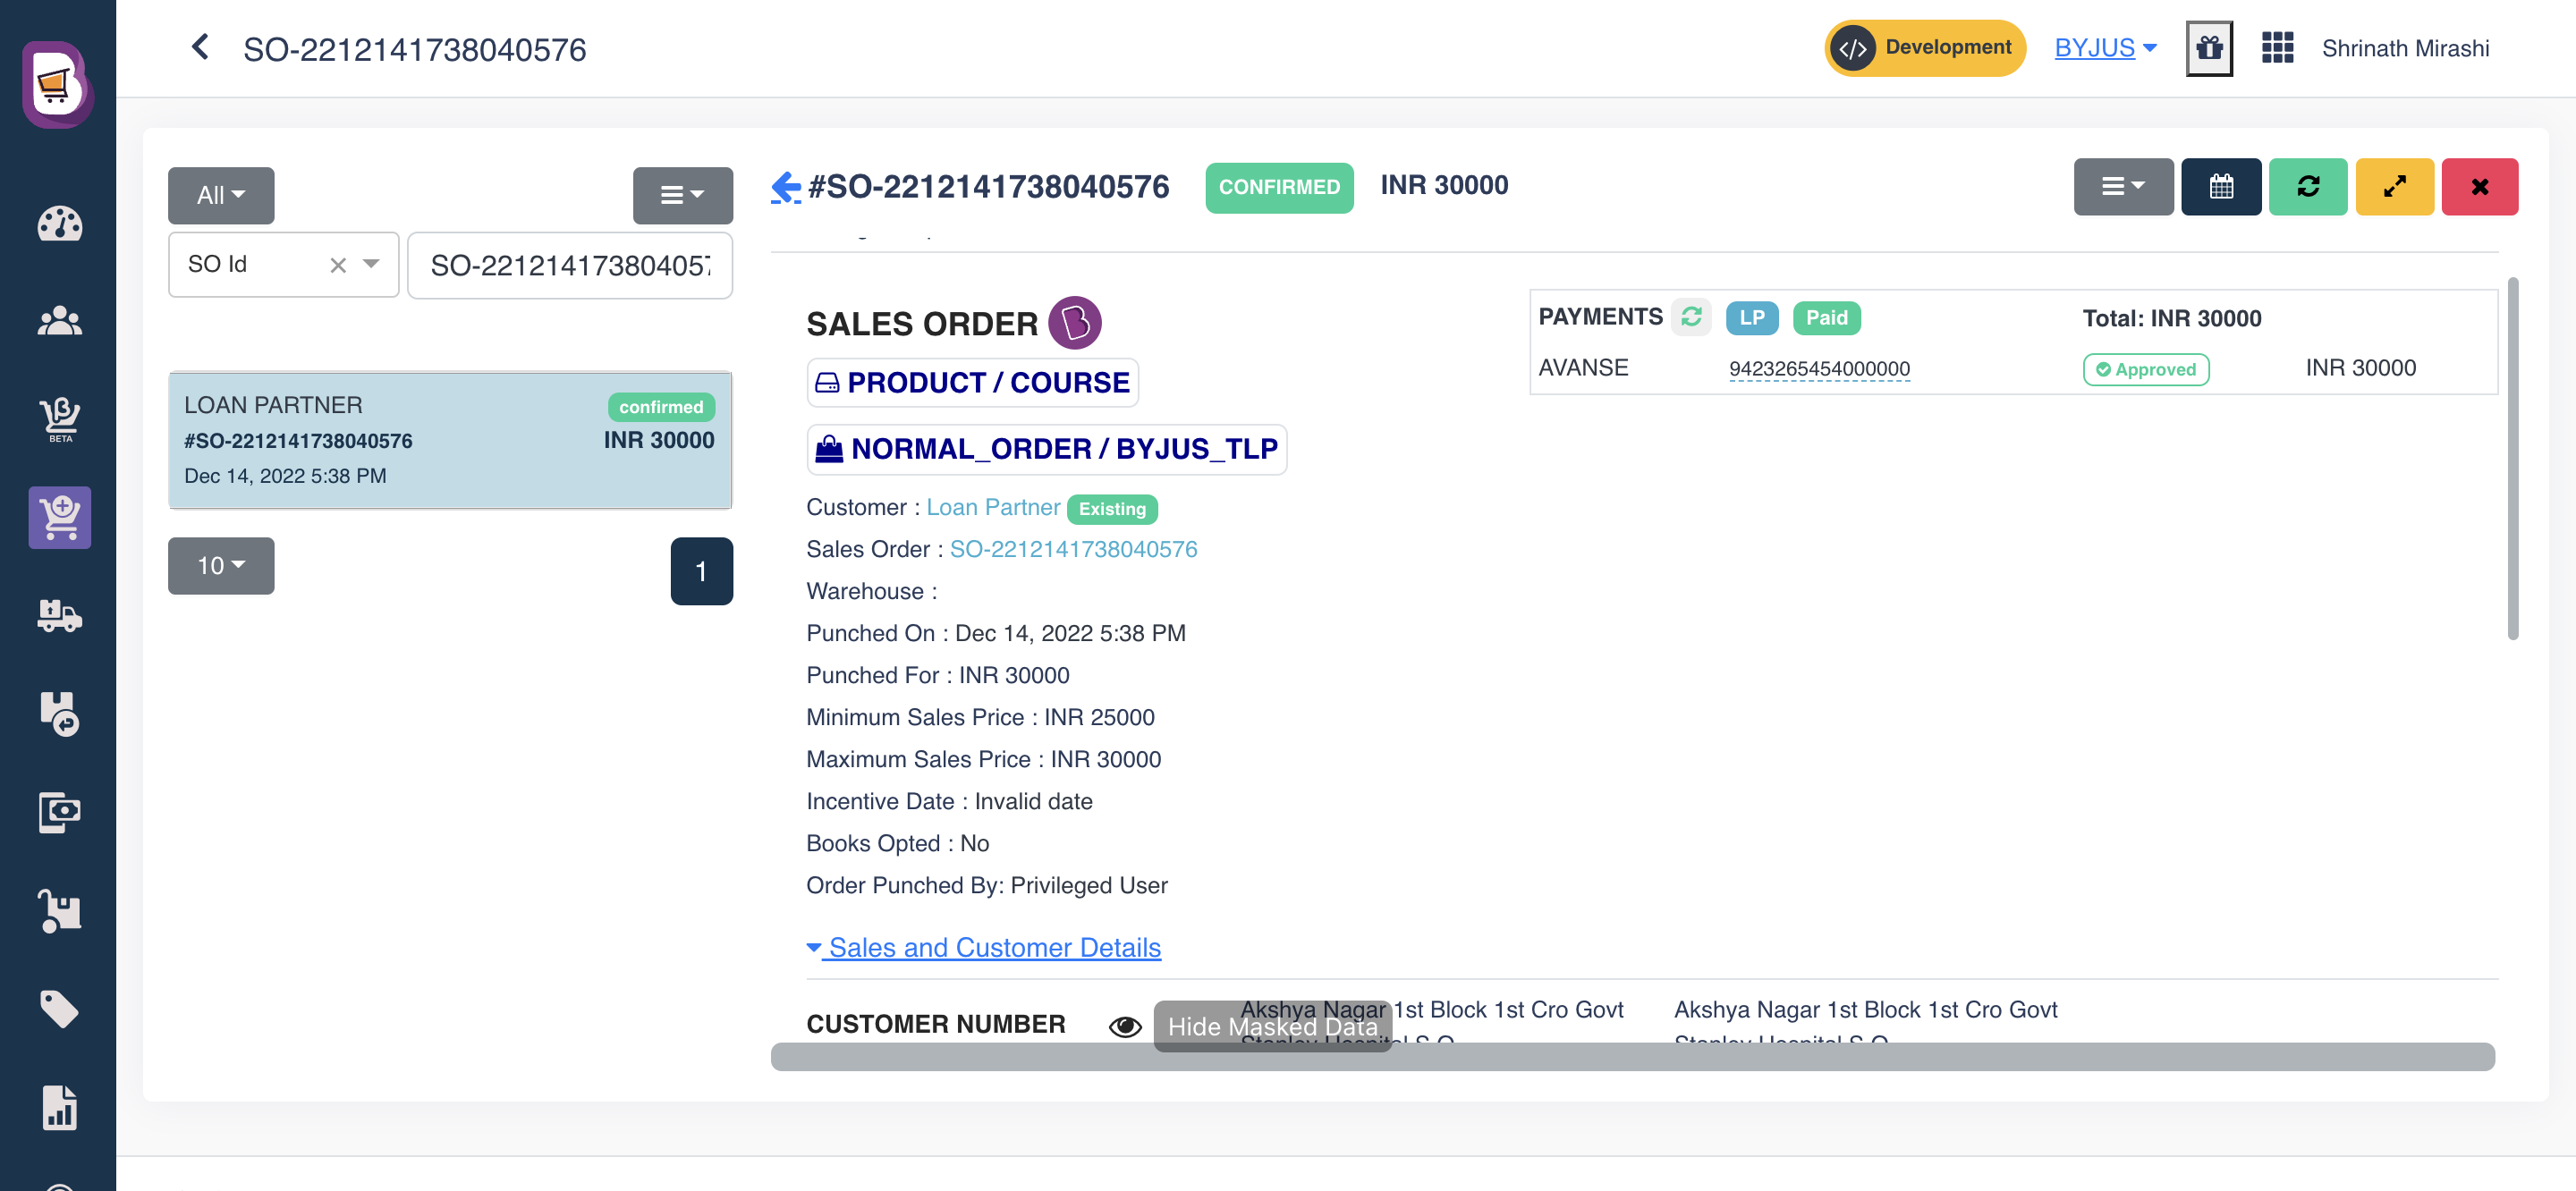 SO-2212141738040576
</> Development
BYJUS
Shrinath Mirashi
BETA
All
SO Id
SO-221214173804057
LOAN PARTNER
confirmed
#SO-2212141738040576
INR 30000
Dec 14, 2022 5:38 PM
10
1
#SO-2212141738040576
CONFIRMED
INR 30000
SALES ORDER
PRODUCT / COURSE
NORMAL_ORDER / BYJUS_TLP
Customer : Loan Partner Existing
Sales Order : SO-2212141738040576
Warehouse :
Punched On : Dec 14, 2022 5:38 PM
Punched For : INR 30000
Minimum Sales Price : INR 25000
Maximum Sales Price : INR 30000
Incentive Date : Invalid date
Books Opted : No
Order Punched By: Privileged User
PAYMENTS LP Paid Total: INR 30000
AVANSE 9423265454000000 Approved INR 30000
Sales and Customer Details
CUSTOMER NUMBER
Hide Masked Data
Akshya Nagar 1st Block 1st Cro Govt
Akshya Nagar 1st Block 1st Cro Govt